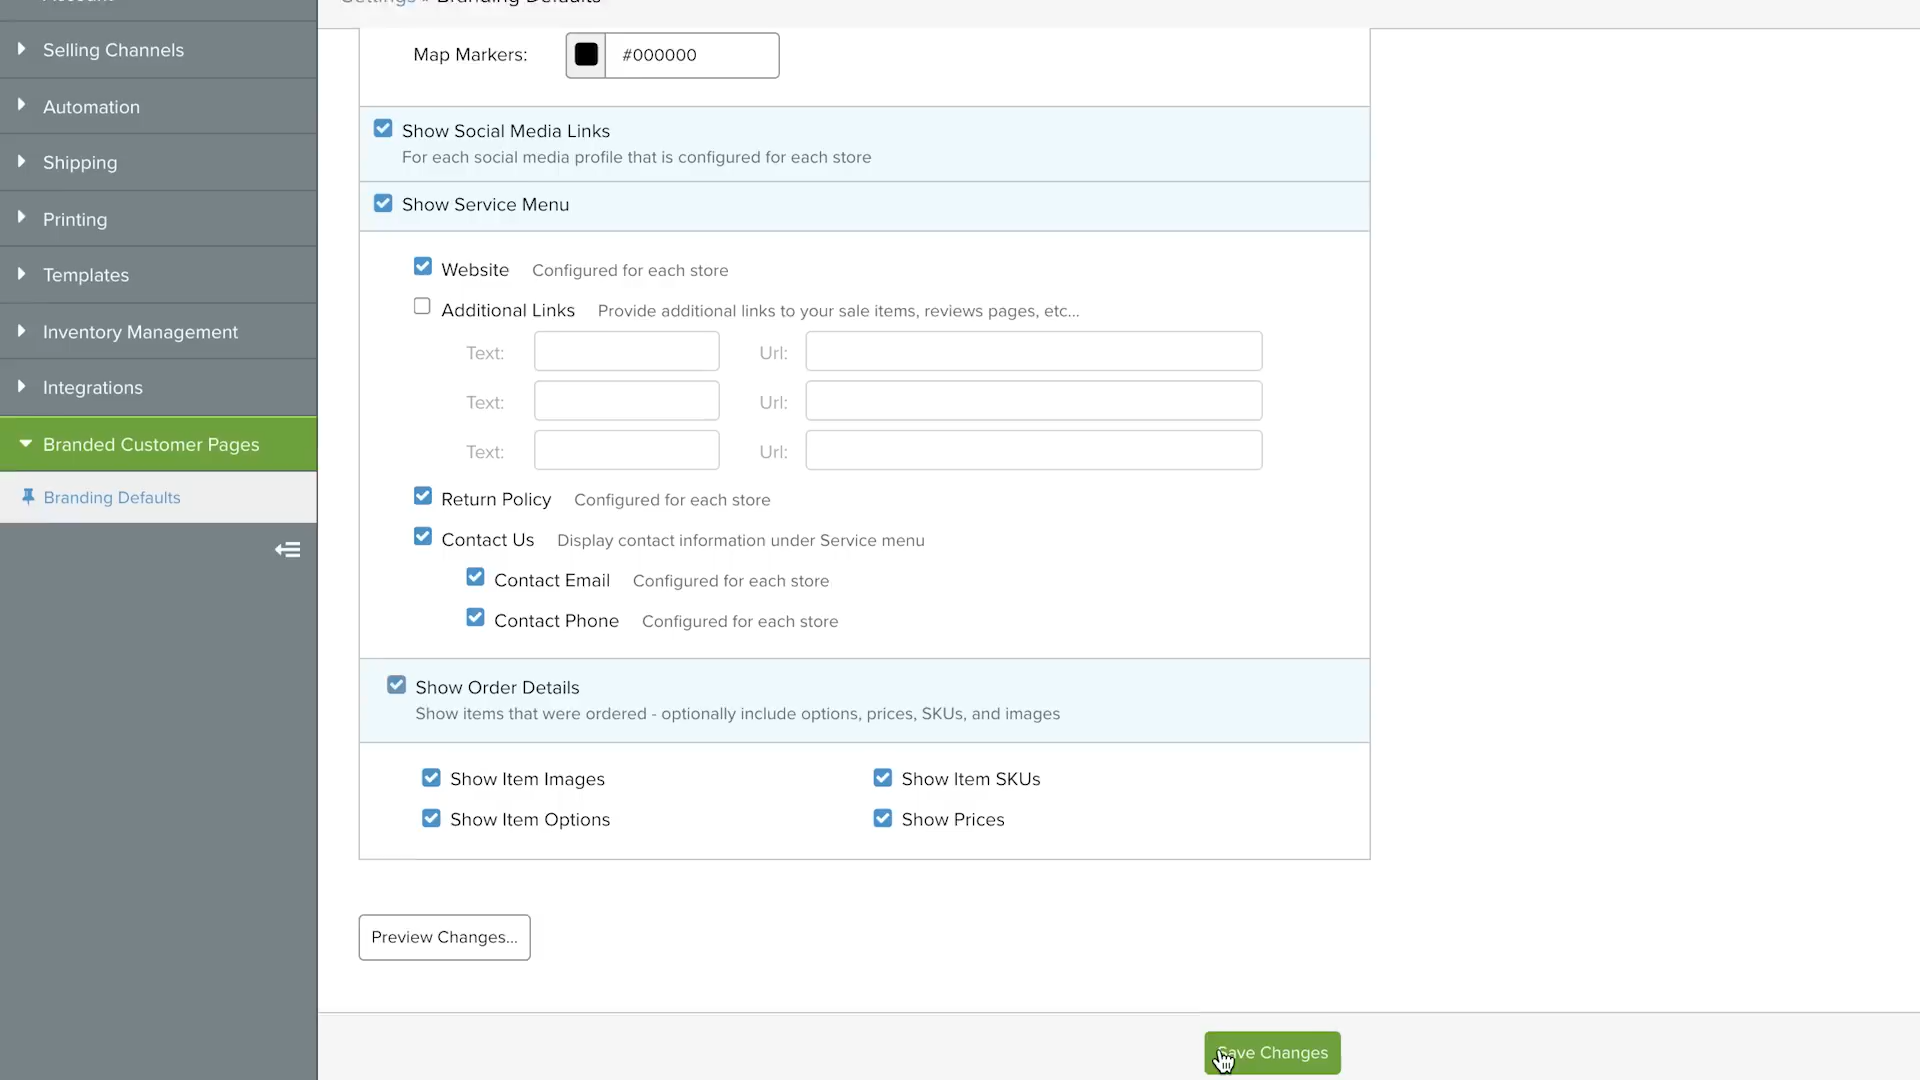 Settings » Branding Defaults
Selling Channels
Automation
Shipping
Printing
Templates
Inventory Management
Integrations
Branded Customer Pages
Branding Defaults
Map Markers: #000000
Show Social Media Links
For each social media profile that is configured for each store
Show Service Menu
Website Configured for each store
Additional Links Provide additional links to your sale items, reviews pages, etc...
Text: Url:
Text: Url:
Text: Url:
Return Policy Configured for each store
Contact Us Display contact information under Service menu
Contact Email Configured for each store
Contact Phone Configured for each store
Show Order Details
Show items that were ordered - optionally include options, prices, SKUs, and images
Show Item Images Show Item SKUs
Show Item Options Show Prices
Preview Changes...
Save Changes